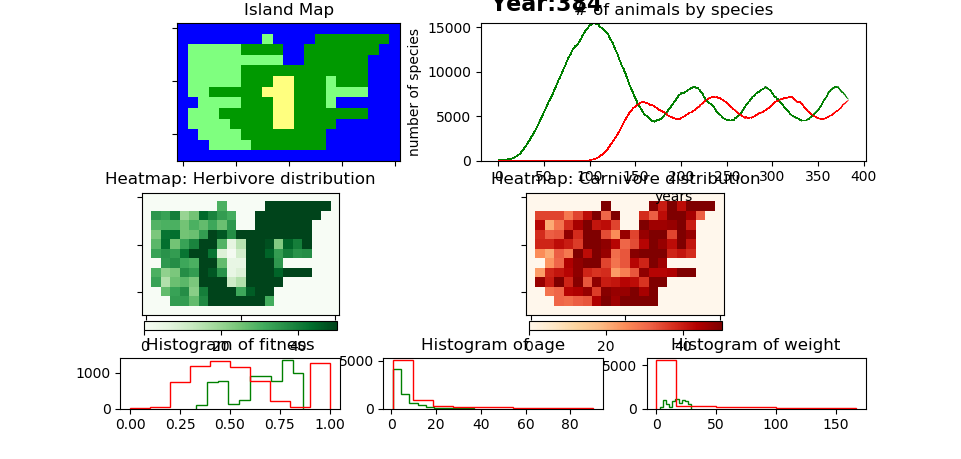 Year:384
Island Map
# of animals by species
number of species
15000
10000
5000
0
0 50 100 150 200 250 300 350 400
years
Heatmap: Herbivore distribution
Heatmap: Carnivore distribution
0 20 40
0 20 40
Histogram of fitness
Histogram of age
Histogram of weight
1000
0
0.00 0.25 0.50 0.75 1.00
5000
0
0 20 40 60 80
5000
0
0 50 100 150